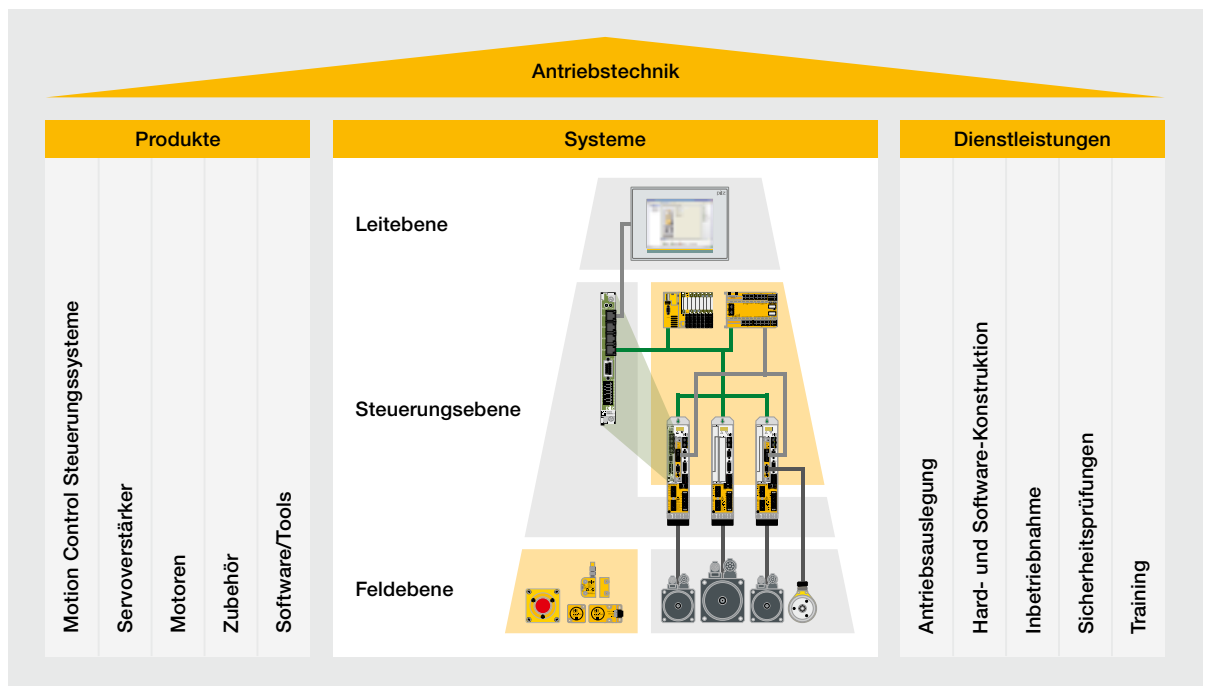 Antriebstechnik
Produkte
Motion Control Steuerungssysteme
Servoverstärker
Motoren
Zubehör
Software/Tools
Systeme
Leitebene
Steuerungsebene
Feldebene
Dienstleistungen
Antriebsauslegung
Hard- und Software-Konstruktion
Inbetriebnahme
Sicherheitsprüfungen
Training